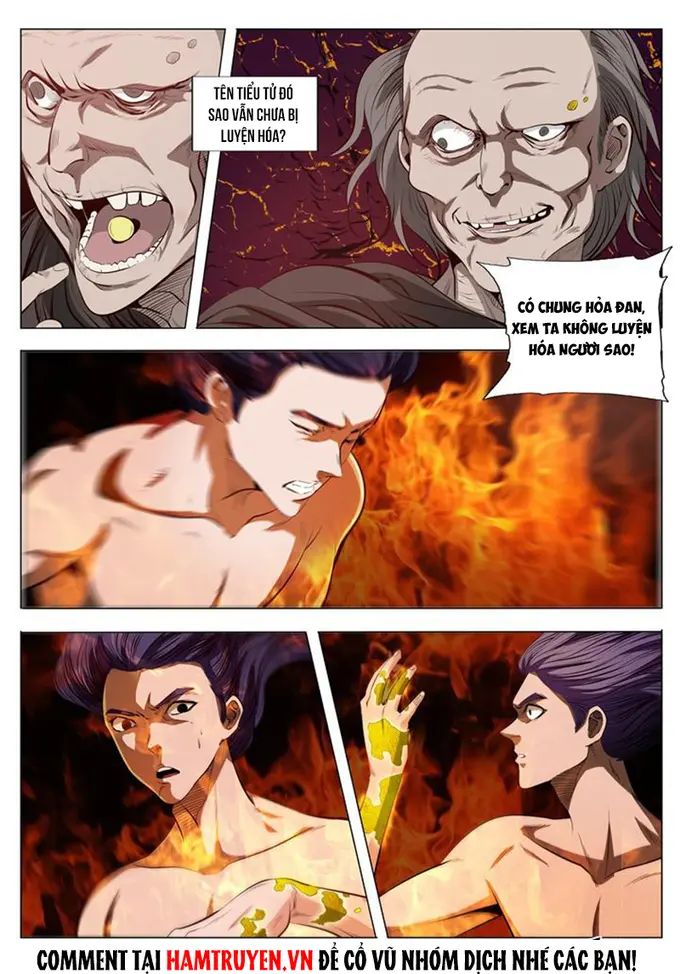 TÊN TIỂU TỬ ĐÓ
SAO VẪN CHƯA BỊ
LUYỆN HÓA?
CÓ CHUNG HỎA ĐAN,
XEM TA KHÔNG LUYỆN
HÓA NGƯƠI SAO!
COMMENT TẠI HAMTRUYEN.VN ĐỂ CỔ VŨ NHÓM DỊCH NHÉ CÁC BẠN!